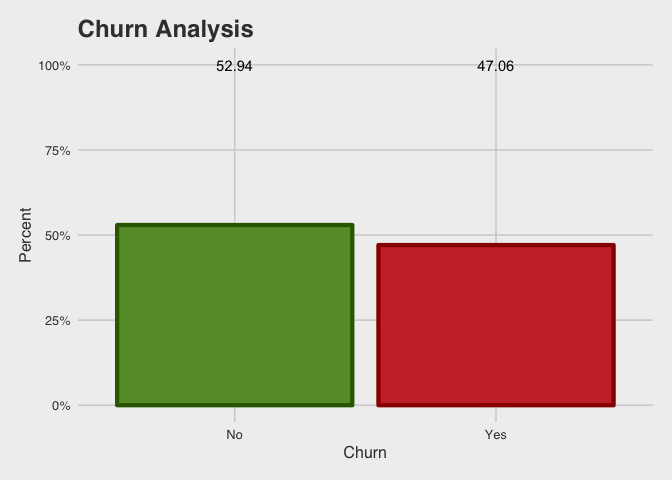 Churn Analysis
100%
52.94
47.06
75%
50%
25%
0%
Percent
No
Yes
Churn